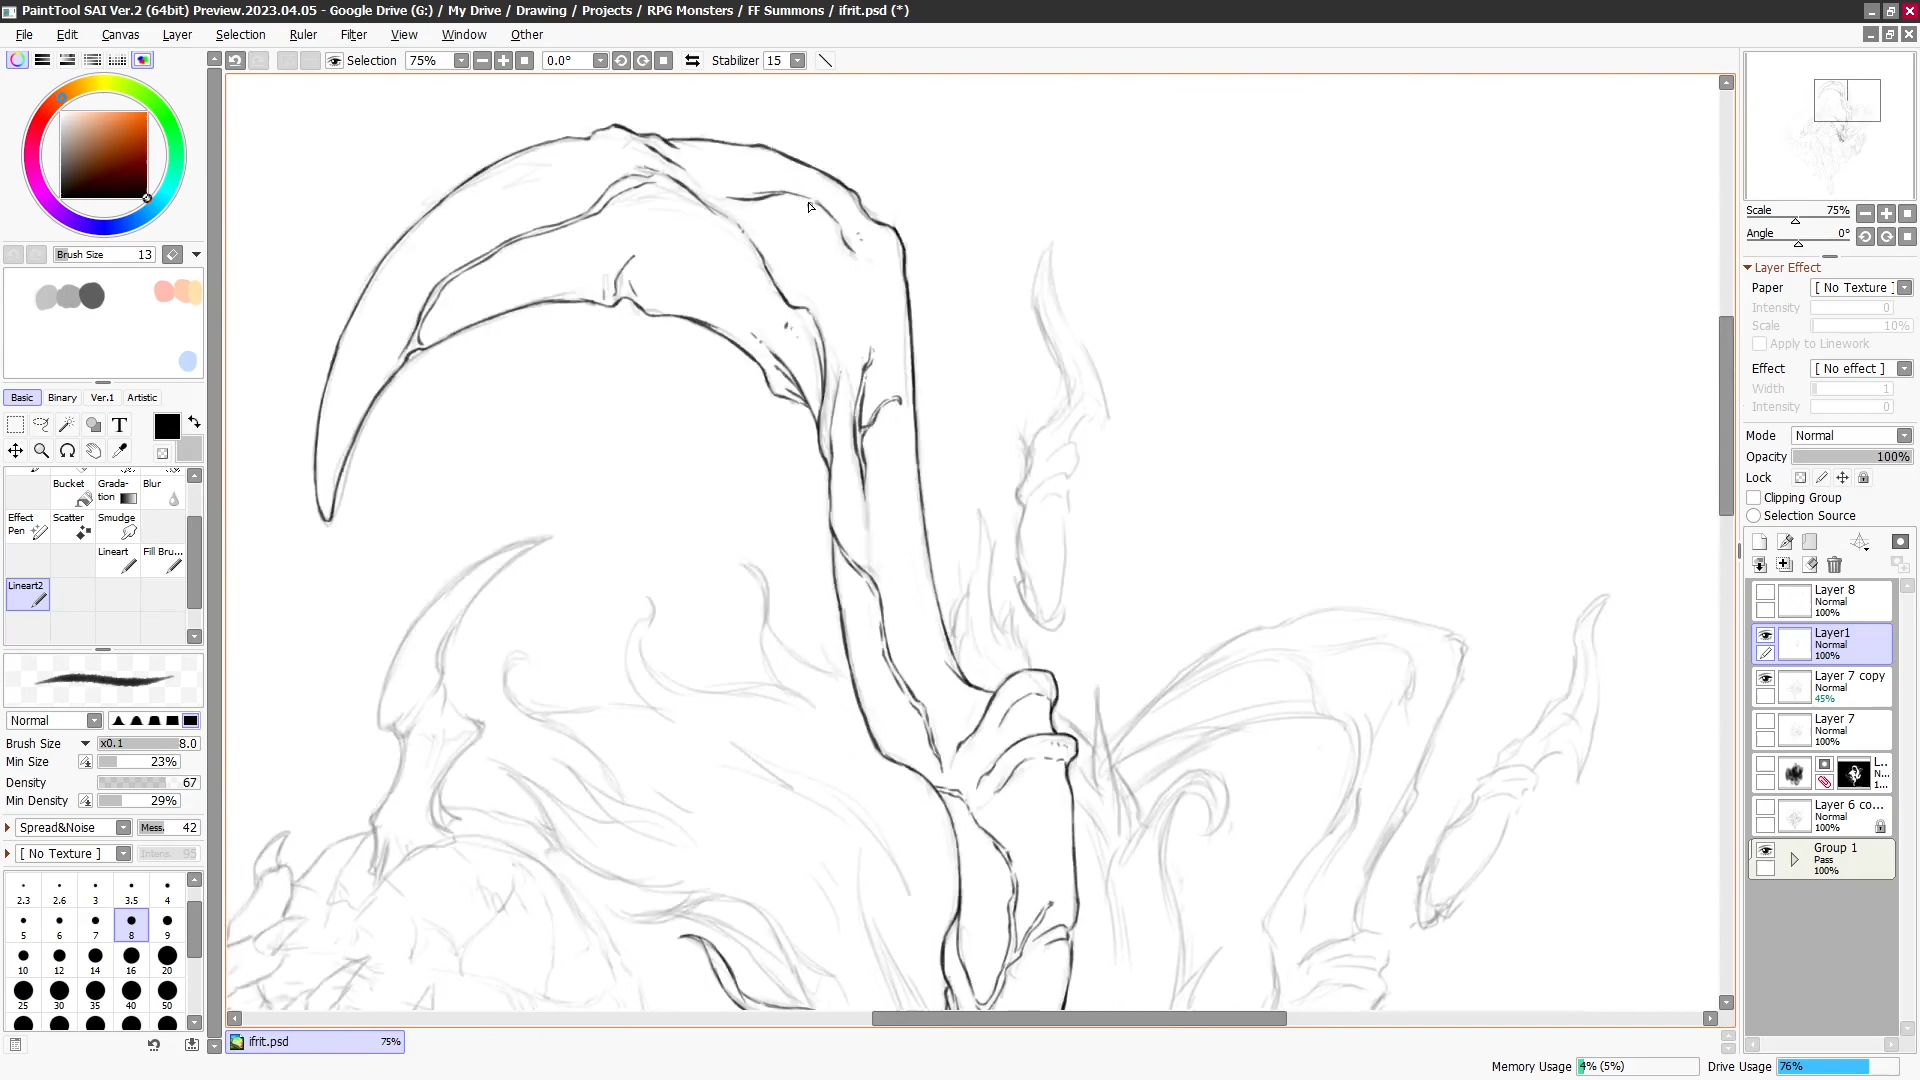 PaintTool SAI Ver.2 (64bit) Preview.2023.04.05 - Google Drive (G:) / My Drive / Drawing / Projects / RPG Monsters / FF Summons / ifrit.psd (*)
File Edit Canvas Layer Selection Ruler Filter View Window Other
Selection 75% 0.0° Stabilizer 15
Brush Size 13
Basic Binary Ver.1 Artistic
T
Bucket Grada-tion Blur
Effect Pen Scatter Smudge
Lineart Fill Bru...
Lineart2
Normal
Brush Size x0.1 8.0
Min Size 23%
Density 67
Min Density 29%
Spread&Noise Mess. 42
[ No Texture ] Intens. 95
2.3 2.6 3 3.5 4
5 6 7 8 9
10 12 14 16 20
25 30 35 40 50
ifrit.psd 75%
Scale 75%
Angle 0°
Layer Effect
Paper [ No Texture ]
Intensity 0
Scale 10%
Apply to Linework
Effect [ No effect ]
Width 1
Intensity 0
Mode Normal
Opacity 100%
Lock
Clipping Group
Selection Source
Layer 8
Normal
100%
Layer1
Normal
100%
Layer 7 copy
Normal
45%
Layer 7
Normal
100%
L..
N...
1...
Layer 6 co...
Normal
100%
Group 1
Pass
100%
Memory Usage 4% (5%) Drive Usage 76%